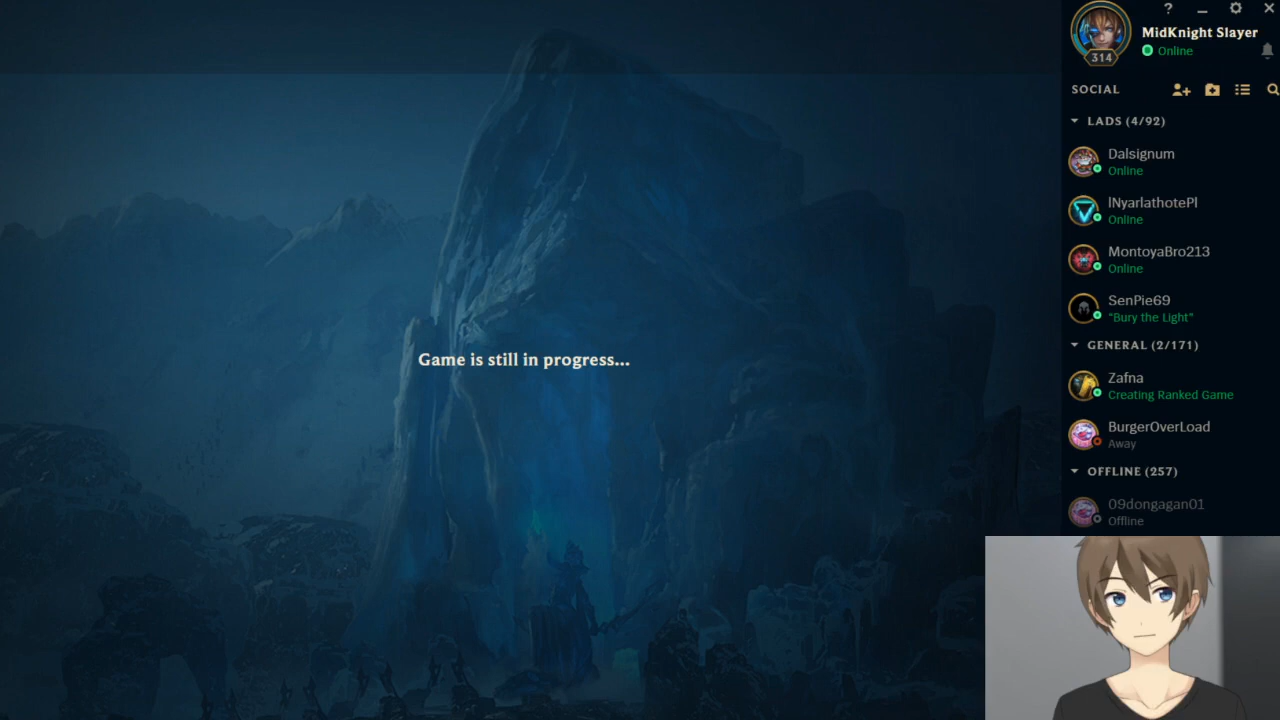 MidKnight Slayer
Online
314
SOCIAL
LADS (4/92)
Dalsignum
Online
lNyarlathotePl
Online
MontoyaBro213
Online
SenPie69
"Bury the Light"
GENERAL (2/171)
Zafna
Creating Ranked Game
BurgerOverLoad
Away
OFFLINE (257)
09dongagan01
Offline
Game is still in progress...